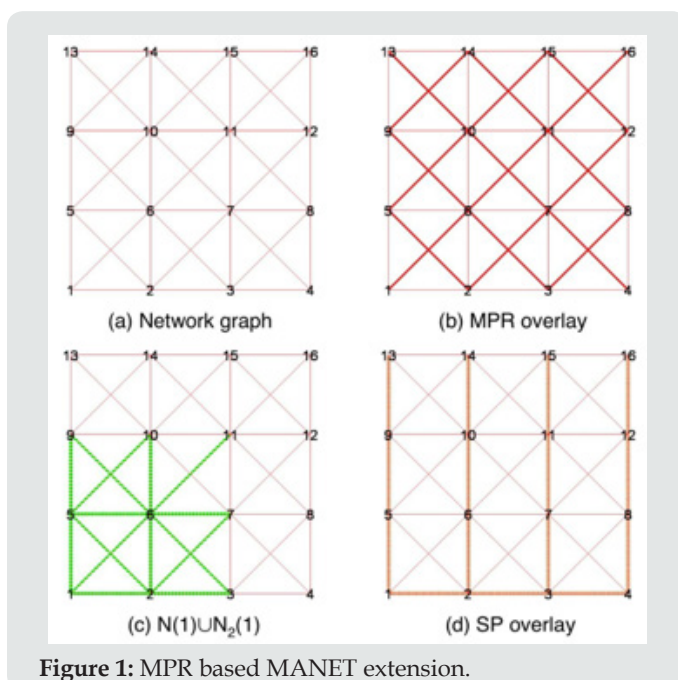 13 14 15 16
9 10 11 12
5 6 7 8
1 2 3 4
(a) Network graph
13 14 15 16
9 10 11 12
5 6 7 8
1 2 3 4
(b) MPR overlay
13 14 15 16
9 10 11 12
5 6 7 8
1 2 3 4
(c) N(1)∪N₂(1)
13 14 15 16
9 10 11 12
5 6 7 8
1 2 3 4
(d) SP overlay
Figure 1: MPR based MANET extension.